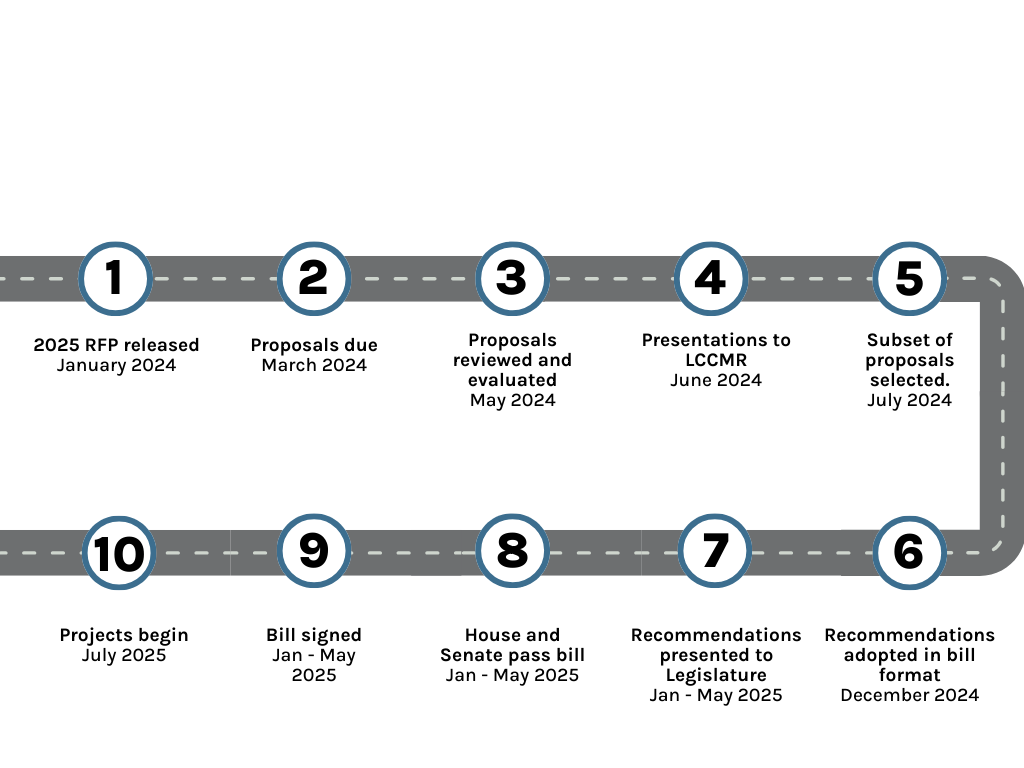 1
2025 RFP released
January 2024
2
Proposals due
March 2024
3
Proposals
reviewed and
evaluated
May 2024
4
Presentations to
LCCMR
June 2024
5
Subset of
proposals
selected.
July 2024
6
Recommendations
adopted in bill
format
December 2024
7
Recommendations
presented to
Legislature
Jan - May 2025
8
House and
Senate pass bill
Jan - May 2025
9
Bill signed
Jan - May
2025
10
Projects begin
July 2025